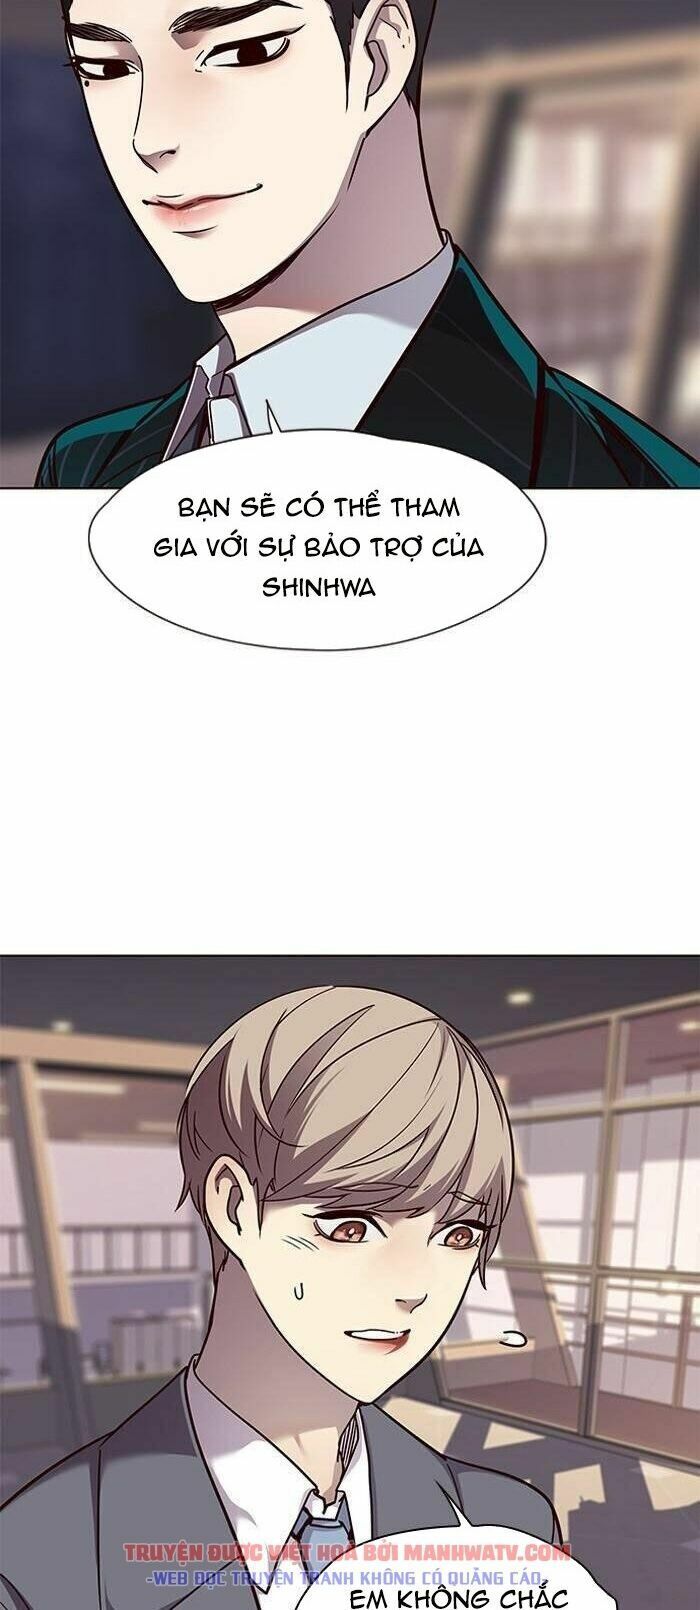 BẠN SẼ CÓ THỂ THAM
GIA VỚI SỰ BẢO TRỢ CỦA
SHINHWA
TRUYỆN ĐƯỢC VIỆT HOÁ BỞI MANHWATV.COM
-WEB ĐỌC TRUYỆN TRANH KHÔNG CÓ QUẢNG CÁO-
EM KHÔNG CHẮC